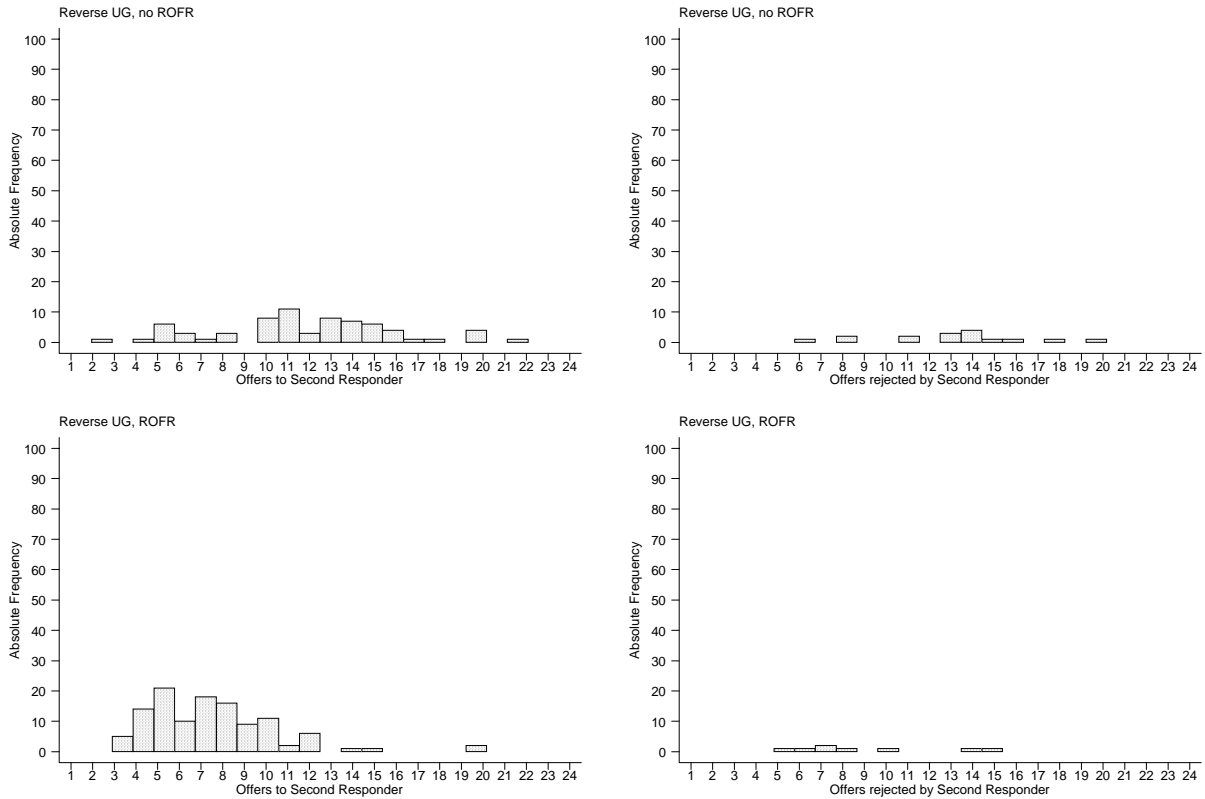 Reverse UG, no ROFR
100
90
80
70
60
50
40
30
20
10
0
Absolute Frequency
1 2 3 4 5 6 7 8 9 10 11 12 13 14 15 16 17 18 19 20 21 22 23 24
Offers to Second Responder
Reverse UG, no ROFR
100
90
80
70
60
50
40
30
20
10
0
Absolute Frequency
1 2 3 4 5 6 7 8 9 10 11 12 13 14 15 16 17 18 19 20 21 22 23 24
Offers rejected by Second Responder
Reverse UG, ROFR
100
90
80
70
60
50
40
30
20
10
0
Absolute Frequency
1 2 3 4 5 6 7 8 9 10 11 12 13 14 15 16 17 18 19 20 21 22 23 24
Offers to Second Responder
Reverse UG, ROFR
100
90
80
70
60
50
40
30
20
10
0
Absolute Frequency
1 2 3 4 5 6 7 8 9 10 11 12 13 14 15 16 17 18 19 20 21 22 23 24
Offers rejected by Second Responder